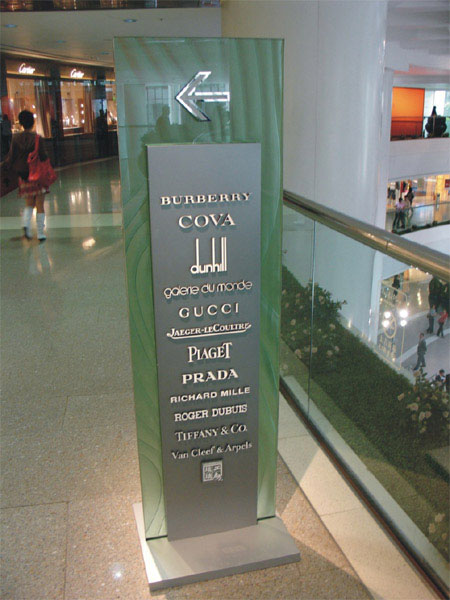 Cartier
Cartier
BURBERRY
COVA
dunhill
galerie du monde
GUCCI
JAEGER-LECOULTRE
PIAGET
PRADA
RICHARD MILLE
ROGER DUBUIS
TIFFANY & CO.
Van Cleef & Arpels